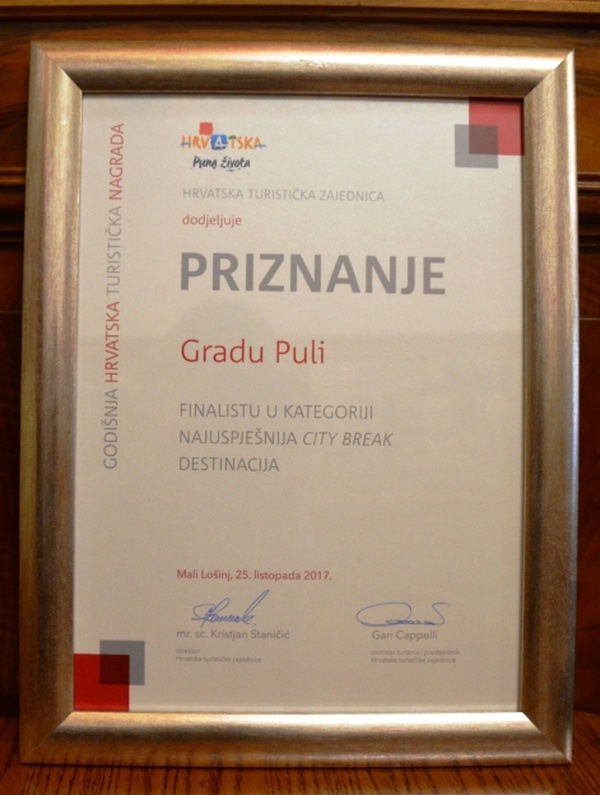 GODIŠNJA HRVATSKA TURISTIČKA NAGRADA
HRVATSKA
Puna života
HRVATSKA TURISTIČKA ZAJEDNICA
dodjeljuje
PRIZNANJE
Gradu Puli
FINALISTU U KATEGORIJI
NAJUSPJEŠNIJA CITY BREAK
DESTINACIJA
Mali Lošinj, 25. listopada 2017.
mr. sc. Kristjan Staničić
direktor
Hrvatske turističke zajednice
Gari Cappelli
ministar turizma i predsjednik
Hrvatske turističke zajednice